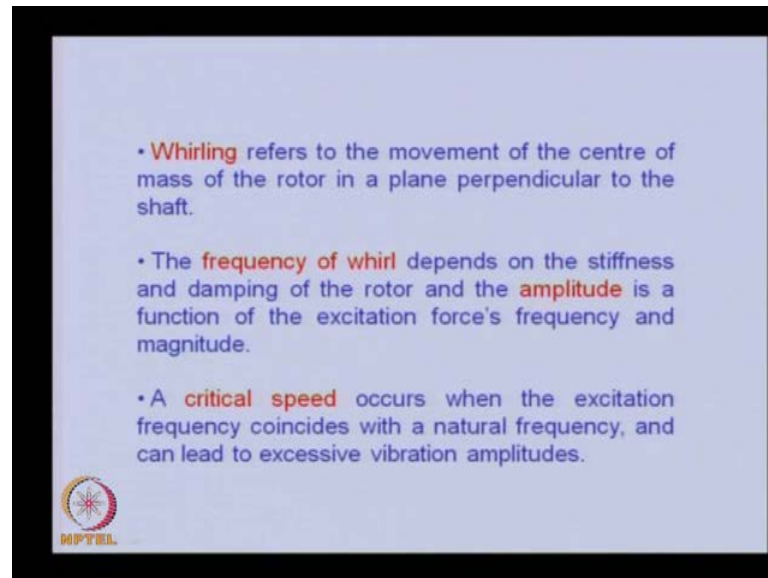 • Whirling refers to the movement of the centre of
mass of the rotor in a plane perpendicular to the
shaft.
• The frequency of whirl depends on the stiffness
and damping of the rotor and the amplitude is a
function of the excitation force's frequency and
magnitude.
• A critical speed occurs when the excitation
frequency coincides with a natural frequency, and
can lead to excessive vibration amplitudes.
NPTEL